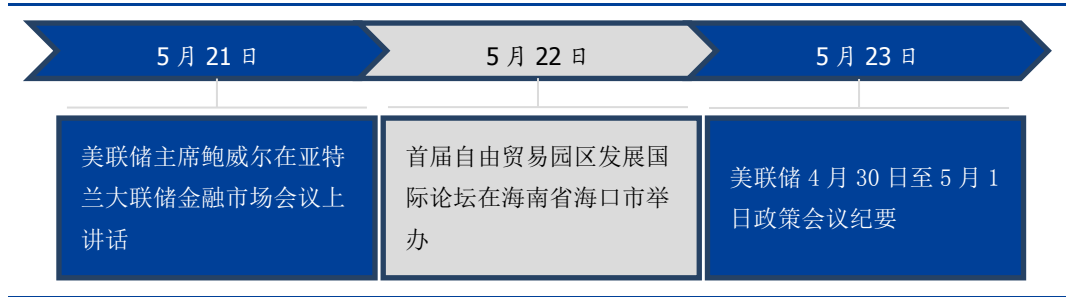 5 月 21 日
5 月 22 日
5 月 23 日
美联储主席鲍威尔在亚特
兰大联储金融市场会议上
讲话
首届自由贸易园区发展国
际论坛在海南省海口市举
办
美联储 4 月 30 日至 5 月 1
日政策会议纪要